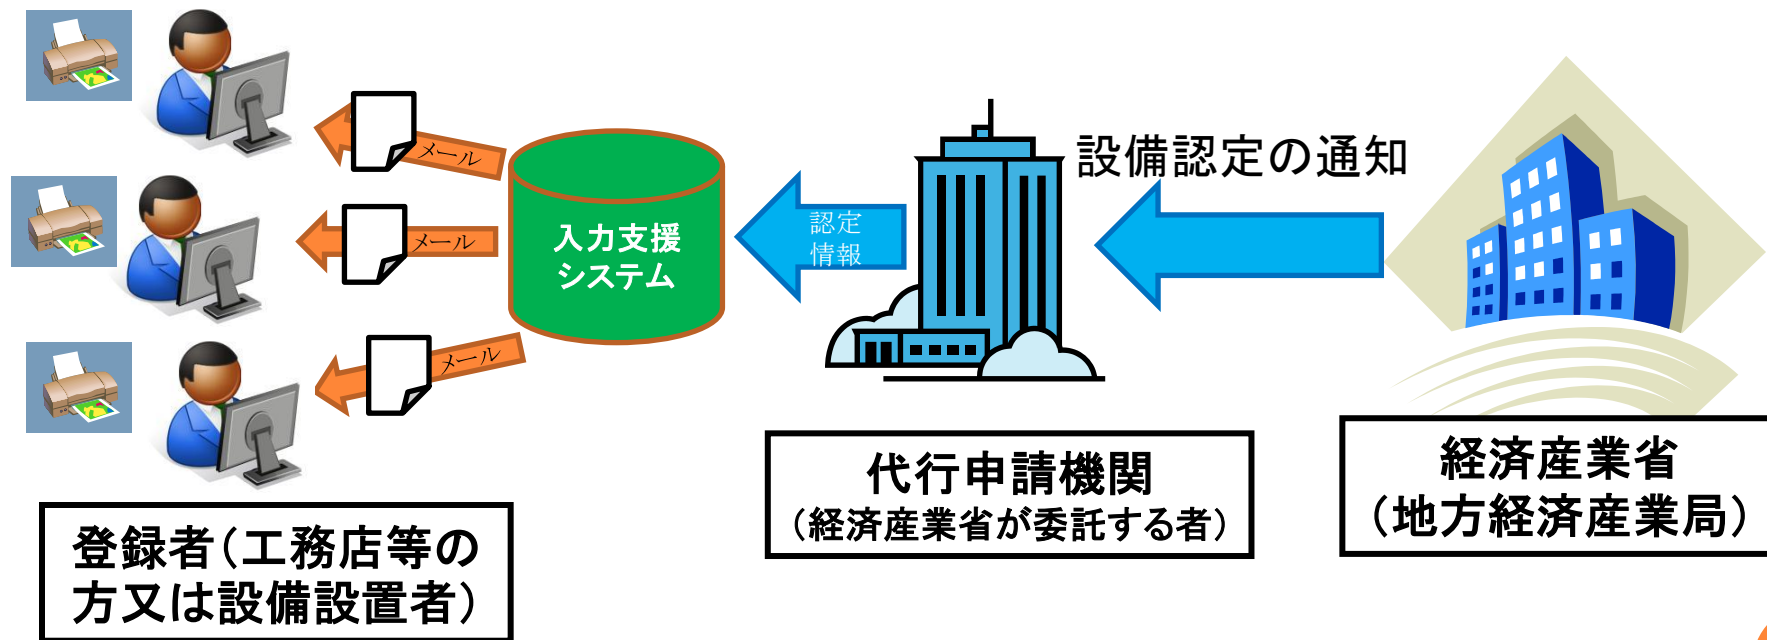 メール
メール
メール
入力支援
システム
認定
情報
設備認定の通知
登録者(工務店等の
方又は設備設置者)
代行申請機関
(経済産業省が委託する者)
経済産業省
(地方経済産業局)